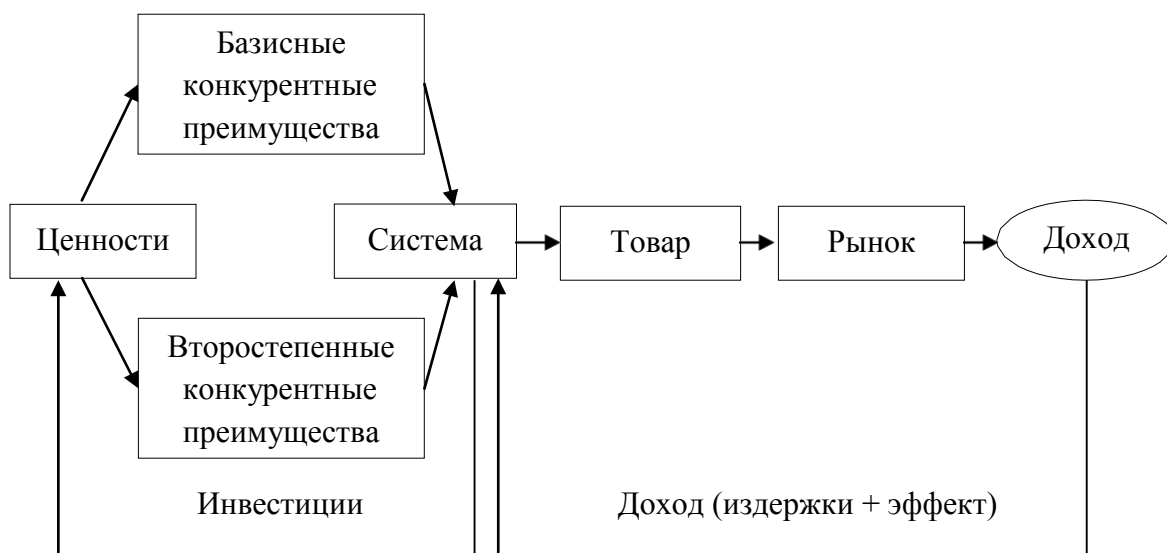 Базисные
конкурентные
преимущества
Ценности
Система
Товар
Рынок
Доход
Второстепенные
конкурентные
преимущества
Инвестиции
Доход (издержки + эффект)